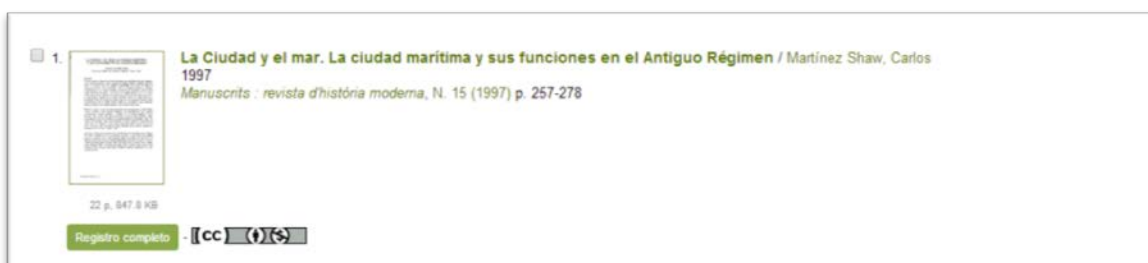 1.
La Ciudad y el mar. La ciudad marítima y sus funciones en el Antiguo Régimen / Martínez Shaw, Carlos
1997
Manuscrits : revista d'història moderna, N. 15 (1997) p. 257-278
22 p, 847.8 KB
Registro completo - CC